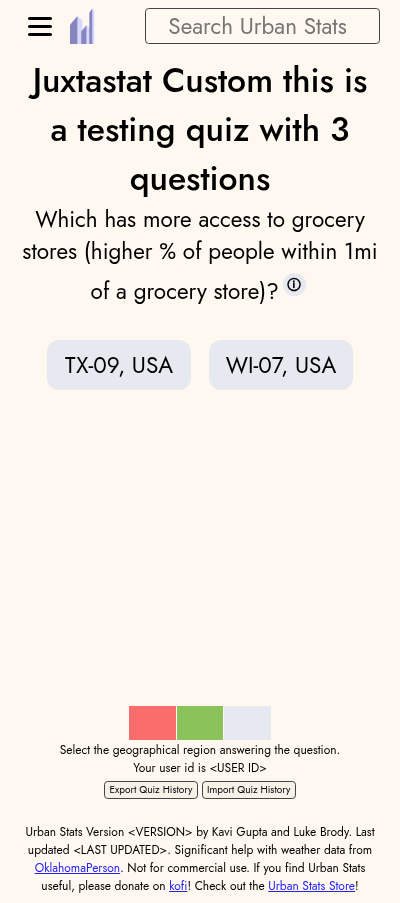 Search Urban Stats
Juxtastat Custom this is
a testing quiz with 3
questions
Which has more access to grocery
stores (higher % of people within 1mi
of a grocery store)?
TX-09, USA
WI-07, USA
Select the geographical region answering the question.
Your user id is <USER ID>
Export Quiz History
Import Quiz History
Urban Stats Version <VERSION> by Kavi Gupta and Luke Brody. Last
updated <LAST UPDATED>. Significant help with weather data from
OklahomaPerson. Not for commercial use. If you find Urban Stats
useful, please donate on kofi! Check out the Urban Stats Store!